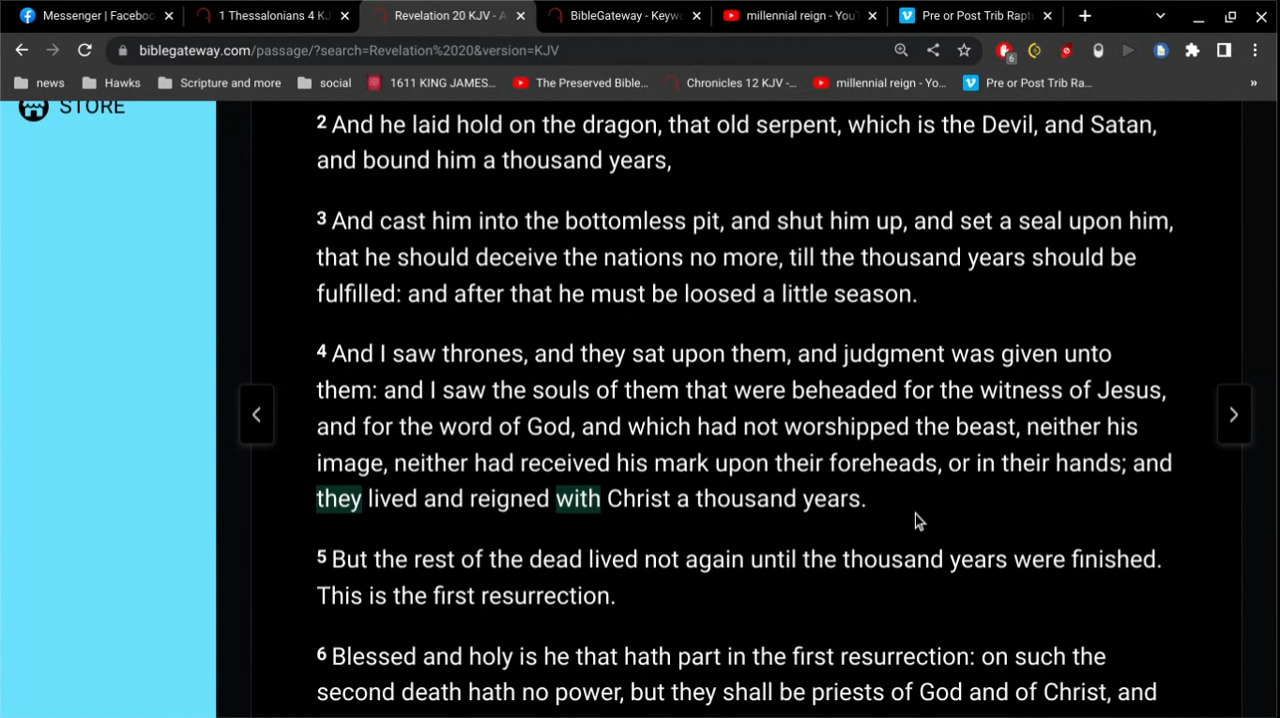 Messenger | Faceboo
1 Thessalonians 4 KJ
Revelation 20 KJV - A
BibleGateway - Keyw
millennial reign - YouT
Pre or Post Trib Raptu
biblegateway.com/passage/?search=Revelation%2020&version=KJV
6
news
Hawks
Scripture and more
social
1611 KING JAMES...
The Preserved Bible...
Chronicles 12 KJV -...
millennial reign - Yo...
Pre or Post Trib Ra...
»
STORE
2 And he laid hold on the dragon, that old serpent, which is the Devil, and Satan,
and bound him a thousand years,
3 And cast him into the bottomless pit, and shut him up, and set a seal upon him,
that he should deceive the nations no more, till the thousand years should be
fulfilled: and after that he must be loosed a little season.
4 And I saw thrones, and they sat upon them, and judgment was given unto
them: and I saw the souls of them that were beheaded for the witness of Jesus,
and for the word of God, and which had not worshipped the beast, neither his
image, neither had received his mark upon their foreheads, or in their hands; and
they lived and reigned with Christ a thousand years.
5 But the rest of the dead lived not again until the thousand years were finished.
This is the first resurrection.
6 Blessed and holy is he that hath part in the first resurrection: on such the
second death hath no power, but they shall be priests of God and of Christ, and